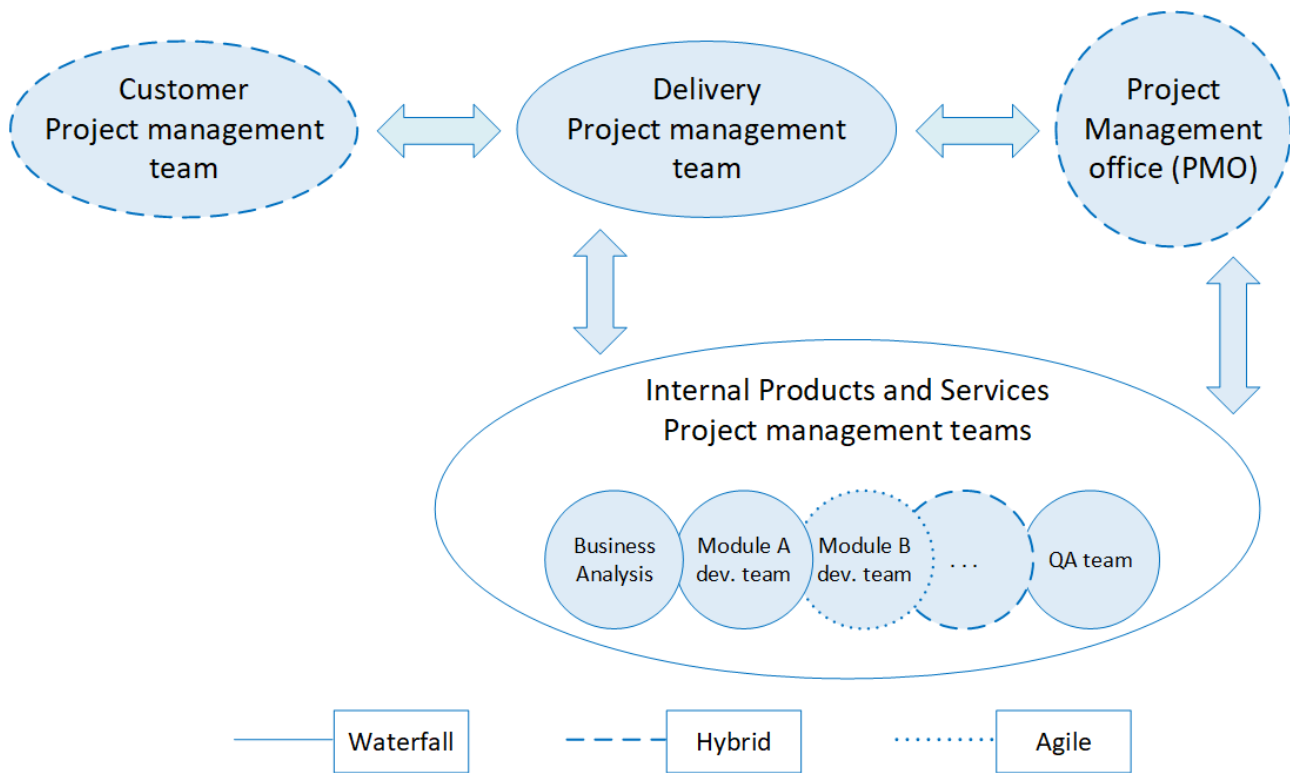 Customer
Project management
team
Delivery
Project management
team
Project
Management
office (PMO)
Internal Products and Services
Project management teams
Business
Analysis
Module A
dev. team
Module B
dev. team
. . .
QA team
Waterfall
Hybrid
Agile